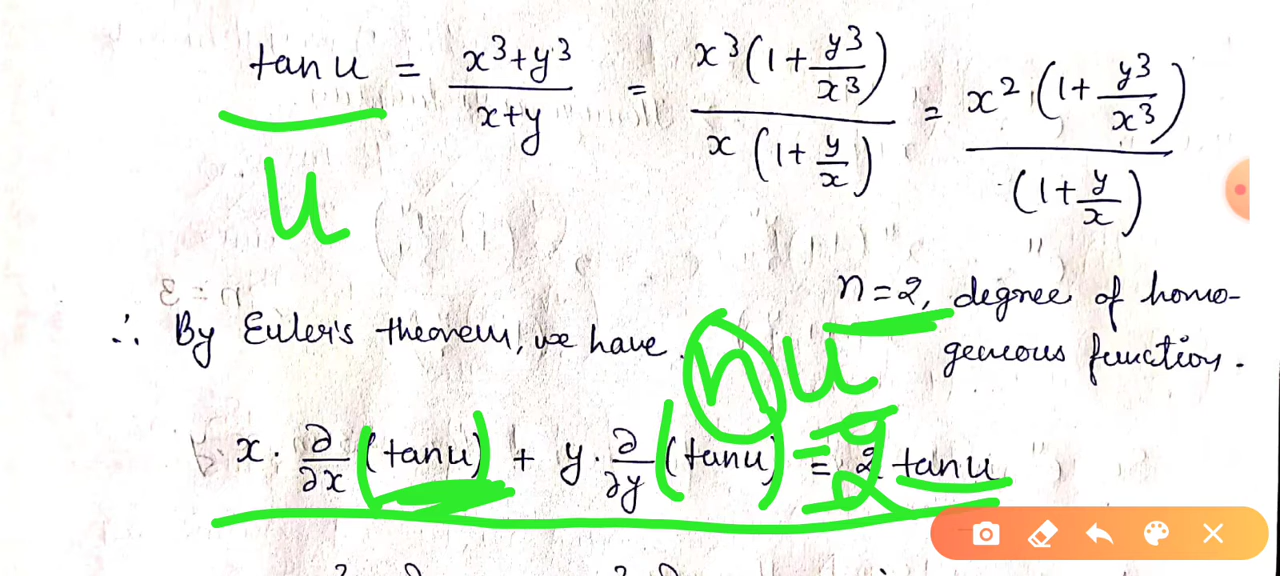 tan u = x³+y³ / x+y = x³(1+y³/x³) / x(1+y/x) = x²·(1+y³/x³) / (1+y/x)
u
n=2, degree of homo-
∴ By Euler's theorem, we have.
geneous function.
n u
x· ∂/∂x (tan u) + y· ∂/∂y (tan u) = 2 tan u
= 2